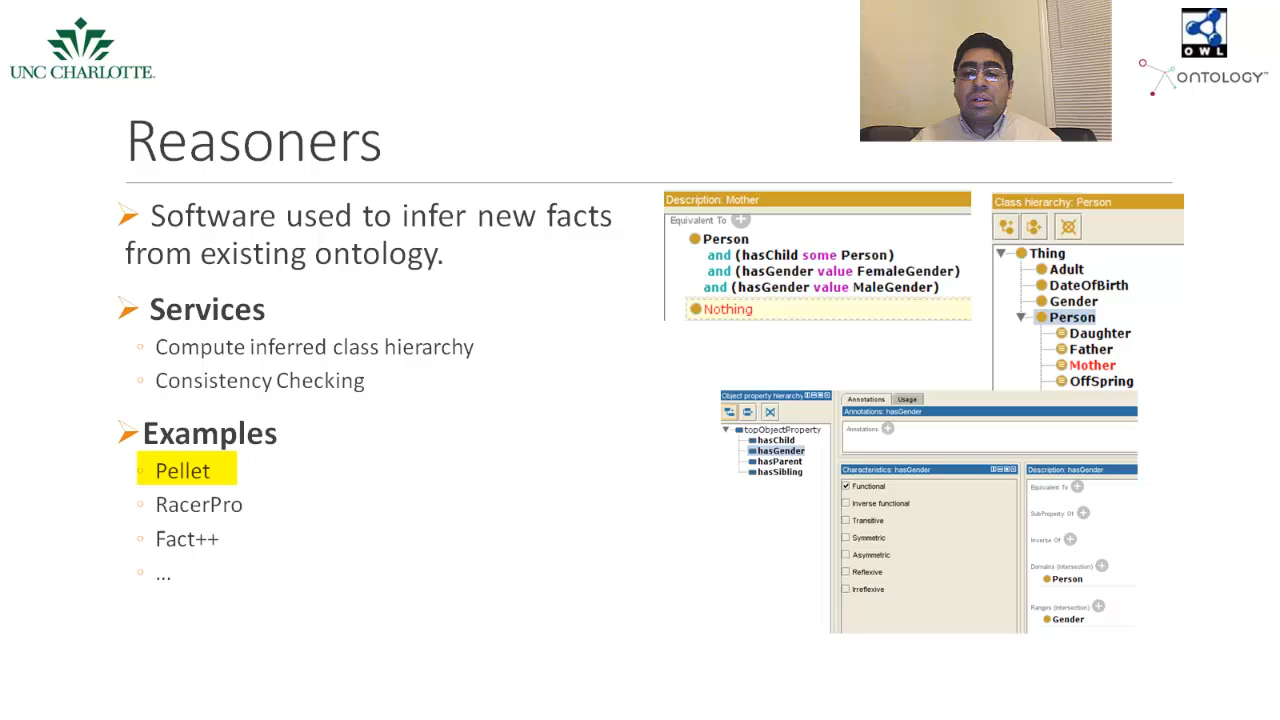 UNC CHARLOTTE
OWL
ONTOLOGY™
Reasoners
Software used to infer new facts
from existing ontology.
Services
Compute inferred class hierarchy
Consistency Checking
Examples
Pellet
RacerPro
Fact++
...
Description: Mother
Equivalent To
Person
and (hasChild some Person)
and (hasGender value FemaleGender)
and (hasGender value MaleGender)
Nothing
Class hierarchy: Person
Thing
Adult
DateOfBirth
Gender
Person
Daughter
Father
Mother
OffSpring
Object property hierarchy
topObjectProperty
hasChild
hasGender
hasParent
hasSibling
Annotations Usage
Annotations: hasGender
Annotations
Characteristics: hasGender
Functional
Inverse functional
Transitive
Symmetric
Asymmetric
Reflexive
Irreflexive
Description: hasGender
Equivalent To
SubProperty Of
Inverse Of
Domains (intersection)
Person
Ranges (intersection)
Gender